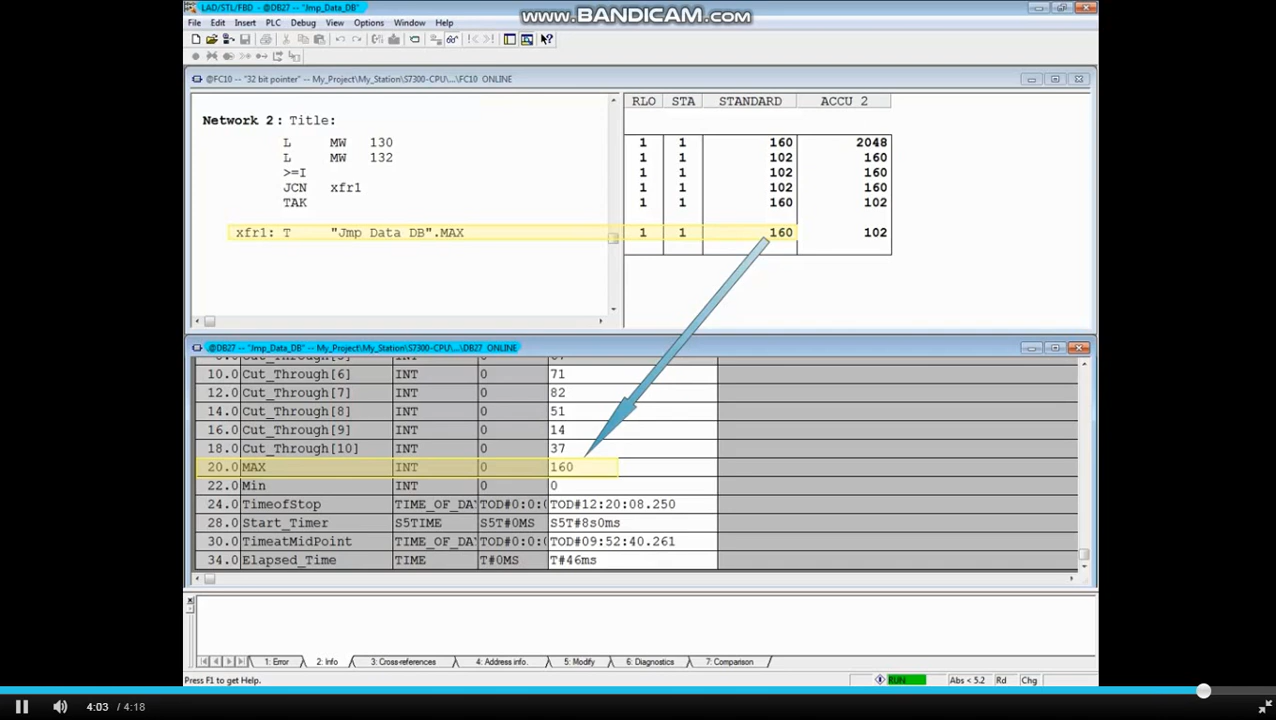 LAD/STL/FBD - @DB27 -- "Jmp_Data_DB"
www.BANDICAM.com
File Edit Insert PLC Debug View Options Window Help
@FC10 -- "32 bit pointer" -- My_Project\My_Station\S7300-CPU\...\FC10 ONLINE
RLO STA STANDARD ACCU 2
Network 2: Title:
L MW 130 1 1 160 2048
L MW 132 1 1 102 160
>=I 1 1 102 160
JCN xfr1 1 1 102 160
TAK 1 1 160 102
xfr1: T "Jmp Data DB".MAX 1 1 160 102
@DB27 -- "Jmp_Data_DB" -- My_Project\My_Station\S7300-CPU\...\DB27 ONLINE
10.0 Cut_Through[6] INT 0 71
12.0 Cut_Through[7] INT 0 82
14.0 Cut_Through[8] INT 0 51
16.0 Cut_Through[9] INT 0 14
18.0 Cut_Through[10] INT 0 37
20.0 MAX INT 0 160
22.0 Min INT 0 0
24.0 TimeofStop TIME_OF_DA TOD#0:0:0 TOD#12:20:08.250
28.0 Start_Timer S5TIME S5T#0MS S5T#8s0ms
30.0 TimeatMidPoint TIME_OF_DA TOD#0:0:0 TOD#09:52:40.261
34.0 Elapsed_Time TIME T#0MS T#46ms
1: Error 2: Info 3: Cross-references 4: Address info. 5: Modify 6: Diagnostics 7: Comparison
Press F1 to get Help. RUN Abs < 5.2 Rd Chg
4:03 / 4:18